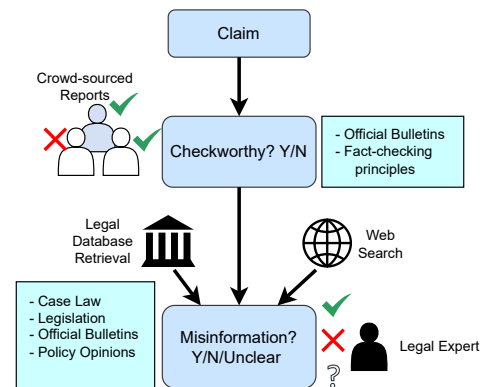 Claim
Crowd-sourced
Reports
Checkworthy? Y/N
- Official Bulletins
- Fact-checking
principles
Legal
Database
Retrieval
Web
Search
- Case Law
- Legislation
- Official Bulletins
- Policy Opinions
Misinformation?
Y/N/Unclear
Legal Expert
?